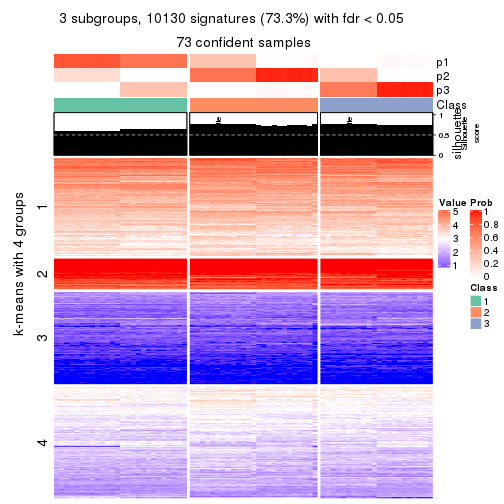 3 subgroups, 10130 signatures (73.3%) with fdr < 0.05
73 confident samples
p1
p2
p3
Class
1
0.5
0
silhouette
Silhouette
score
k-means with 4 groups
1
2
3
4
Value
5
4
3
2
1
Prob
1
0.8
0.6
0.4
0.2
0
Class
1
2
3